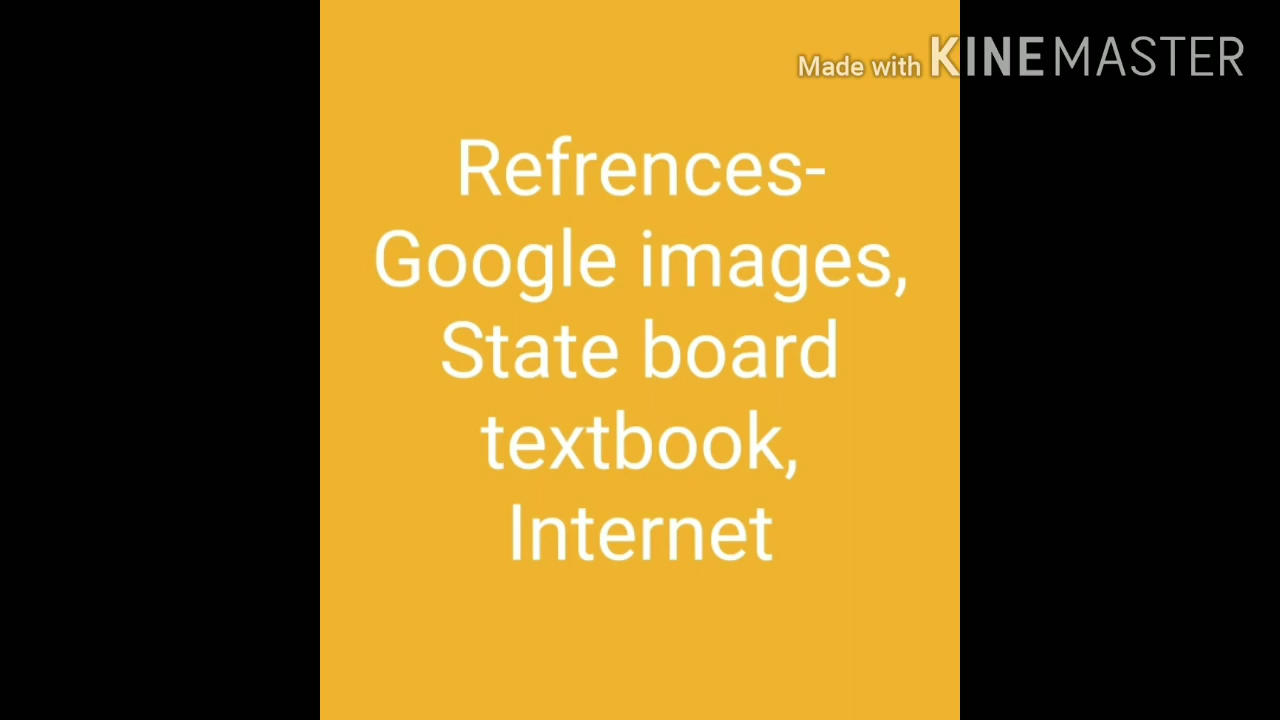 Made with KINEMASTER
Refrences-
Google images,
State board
textbook,
Internet